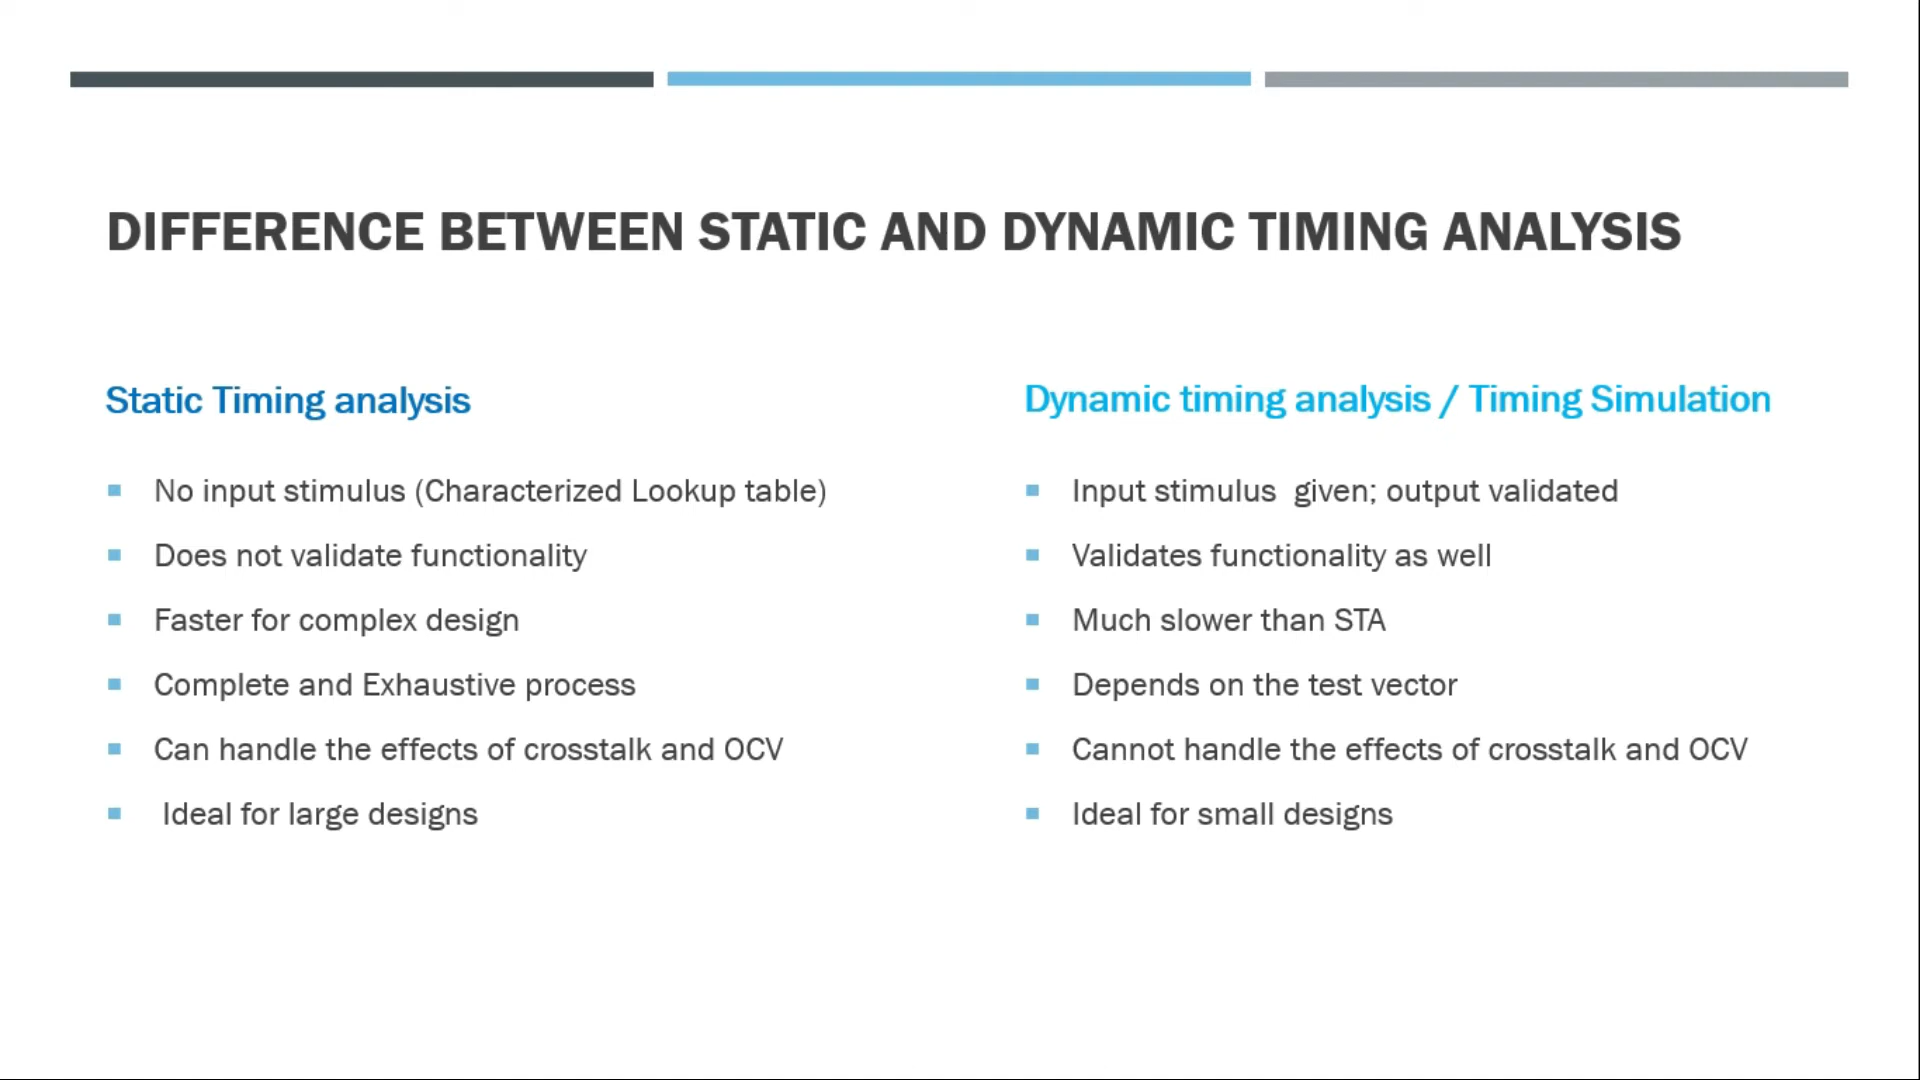 DIFFERENCE BETWEEN STATIC AND DYNAMIC TIMING ANALYSIS
Static Timing analysis
No input stimulus (Characterized Lookup table)
Does not validate functionality
Faster for complex design
Complete and Exhaustive process
Can handle the effects of crosstalk and OCV
Ideal for large designs
Dynamic timing analysis / Timing Simulation
Input stimulus given; output validated
Validates functionality as well
Much slower than STA
Depends on the test vector
Cannot handle the effects of crosstalk and OCV
Ideal for small designs